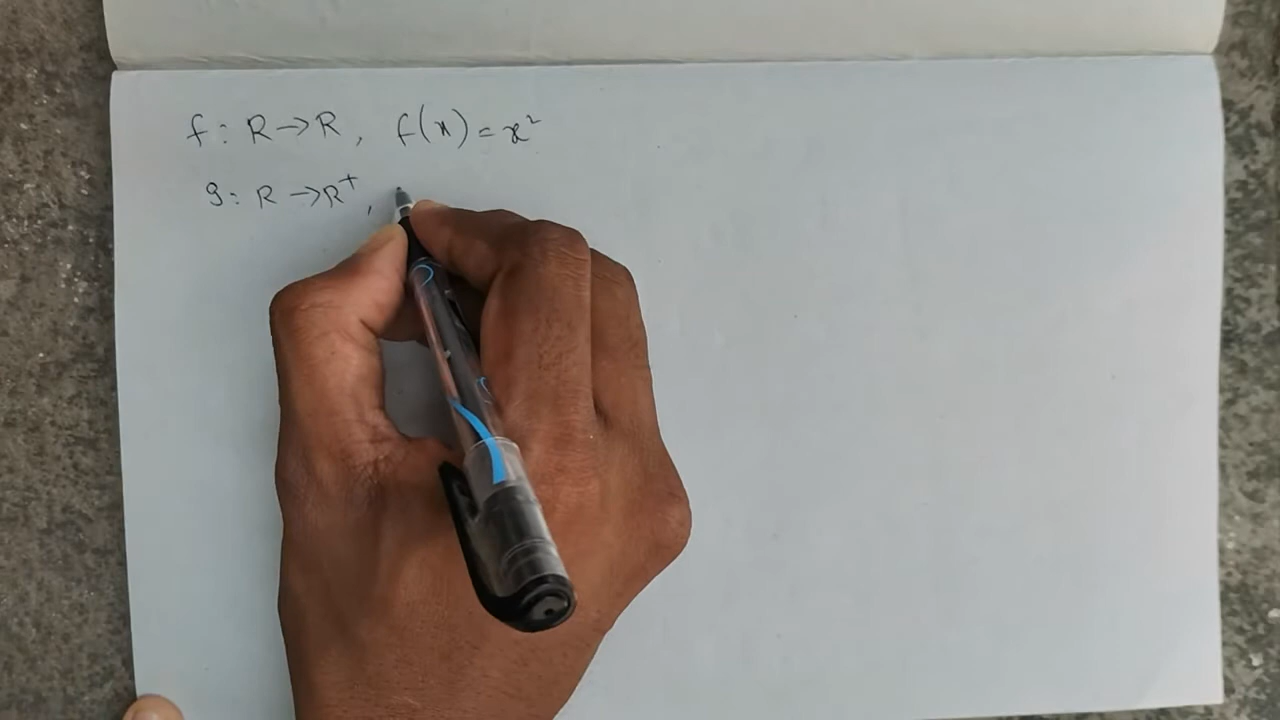 f: R→R, f(x) = x²
g: R→R⁺,